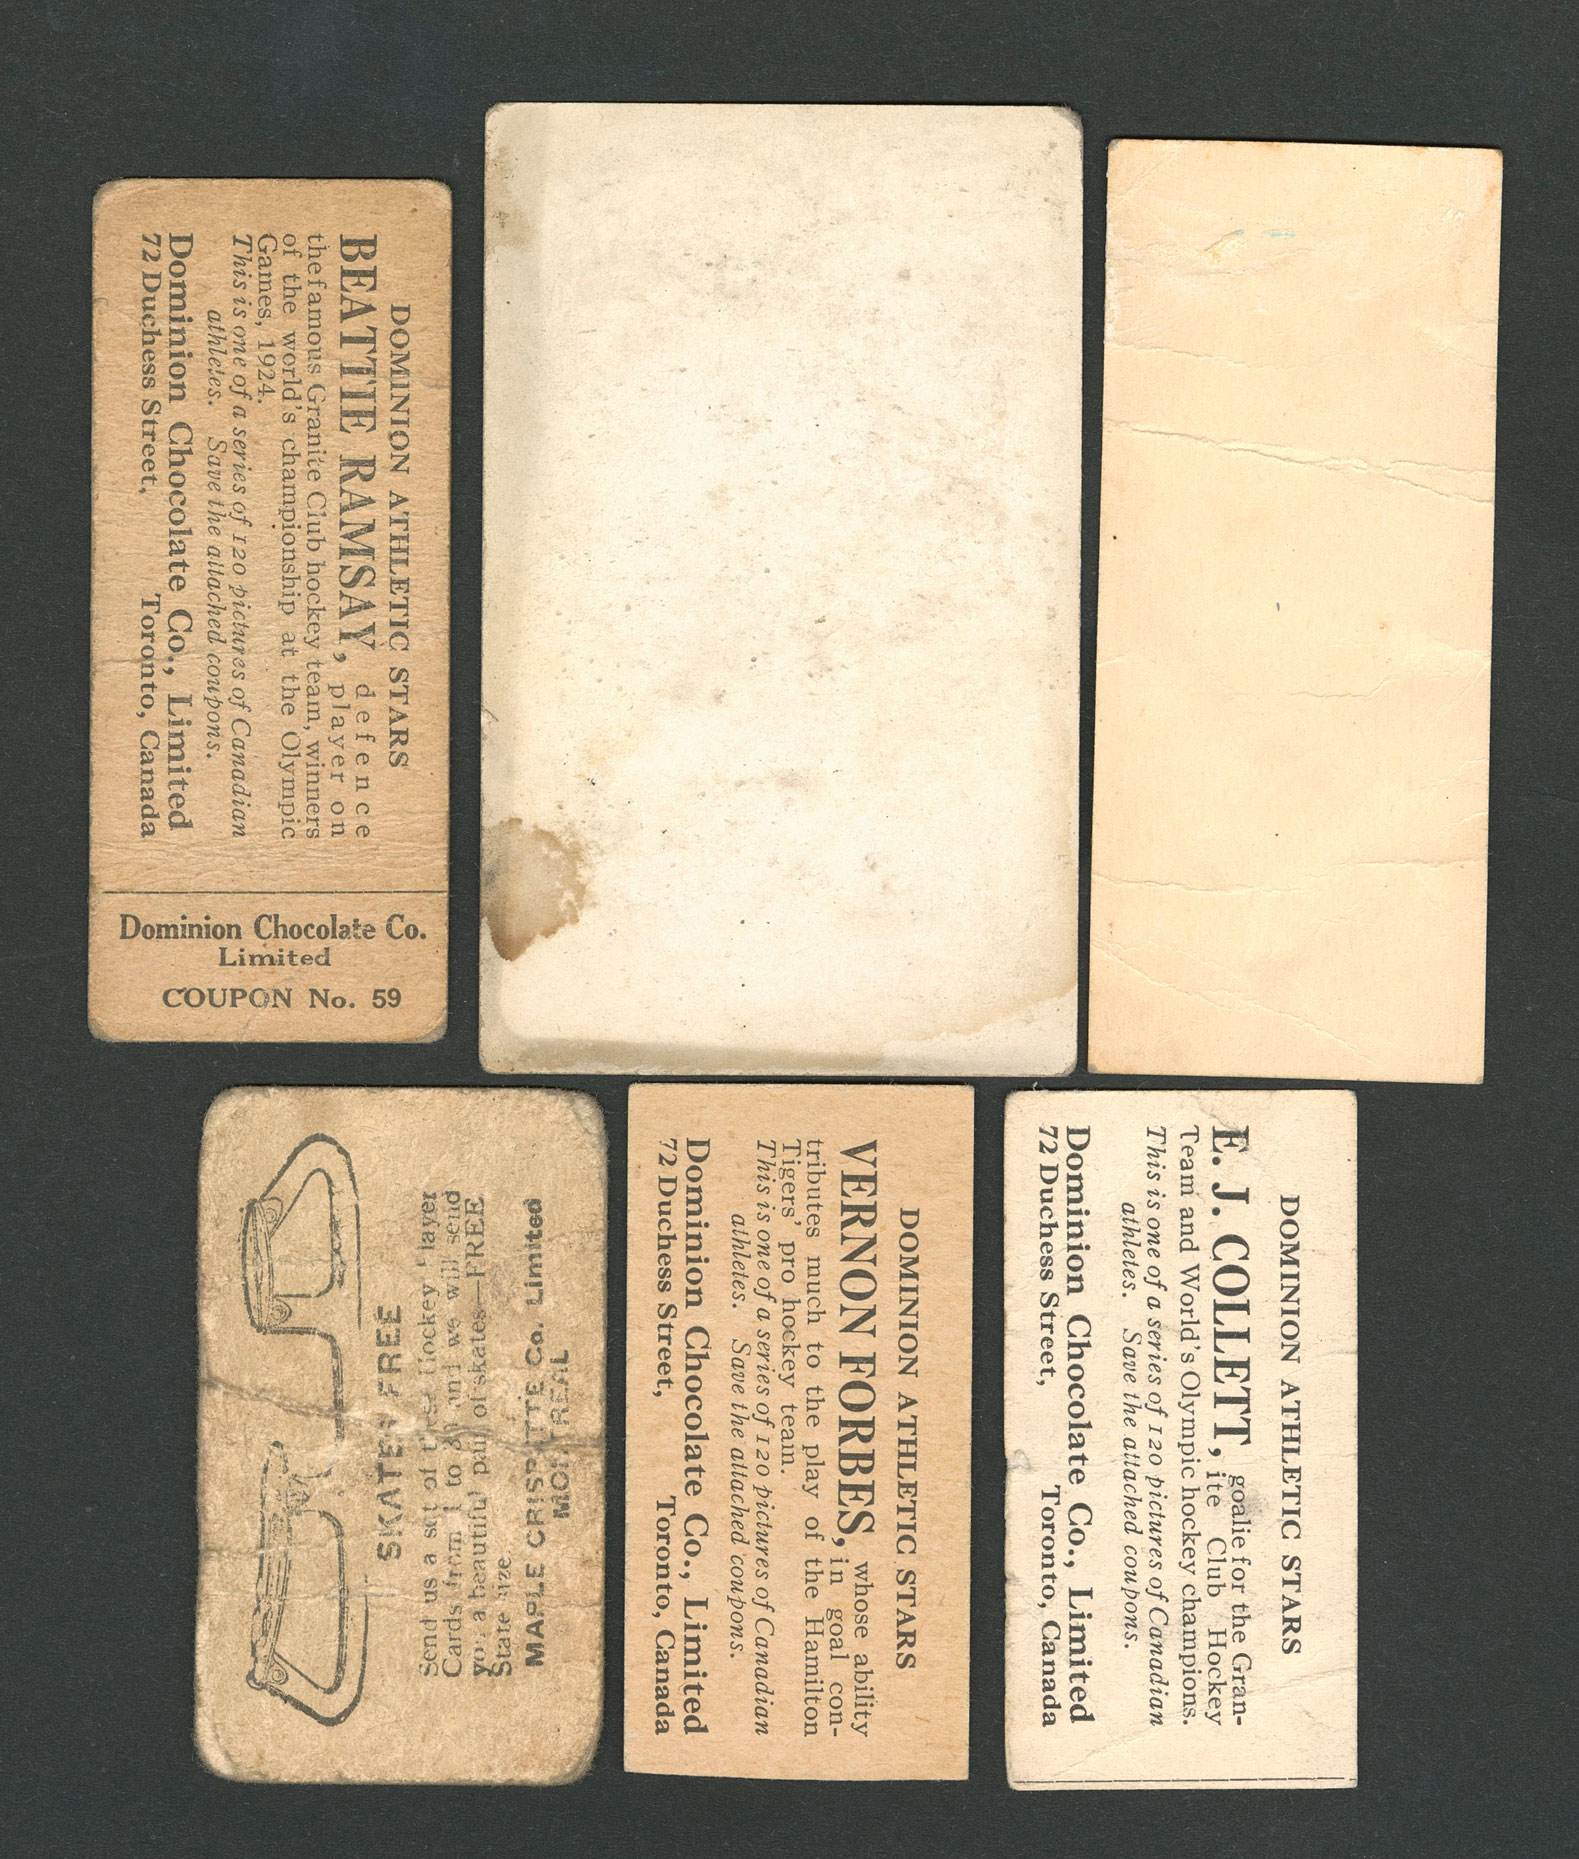 DOMINION ATHLETIC STARS
BEATTIE RAMSAY, defence
player on
the famous Granite Club hockey team, winners
of the world's championship at the Olympic
Games, 1924.
This is one of a series of 120 pictures of Canadian
athletes. Save the attached coupons.
Dominion Chocolate Co., Limited
72 Duchess Street, Toronto, Canada
Dominion Chocolate Co.
Limited
COUPON No. 59
SKATES FREE
Send us a set of Hockey Player
Cards from 1 to and we will send
you a beautiful pair of skates—FREE
State size
MAPLE CRISPETTE Co. Limited
MONTREAL
DOMINION ATHLETIC STARS
VERNON FORBES, whose ability
in goal con-
tributes much to the play of the Hamilton
Tigers' pro hockey team.
This is one of a series of 120 pictures of Canadian
athletes. Save the attached coupons.
Dominion Chocolate Co., Limited
72 Duchess Street, Toronto, Canada
DOMINION ATHLETIC STARS
E. J. COLLETT, goalie for the Gran-
ite Club Hockey
Team and World's Olympic hockey champions.
This is one of a series of 120 pictures of Canadian
athletes. Save the attached coupons.
Dominion Chocolate Co., Limited
72 Duchess Street, Toronto, Canada